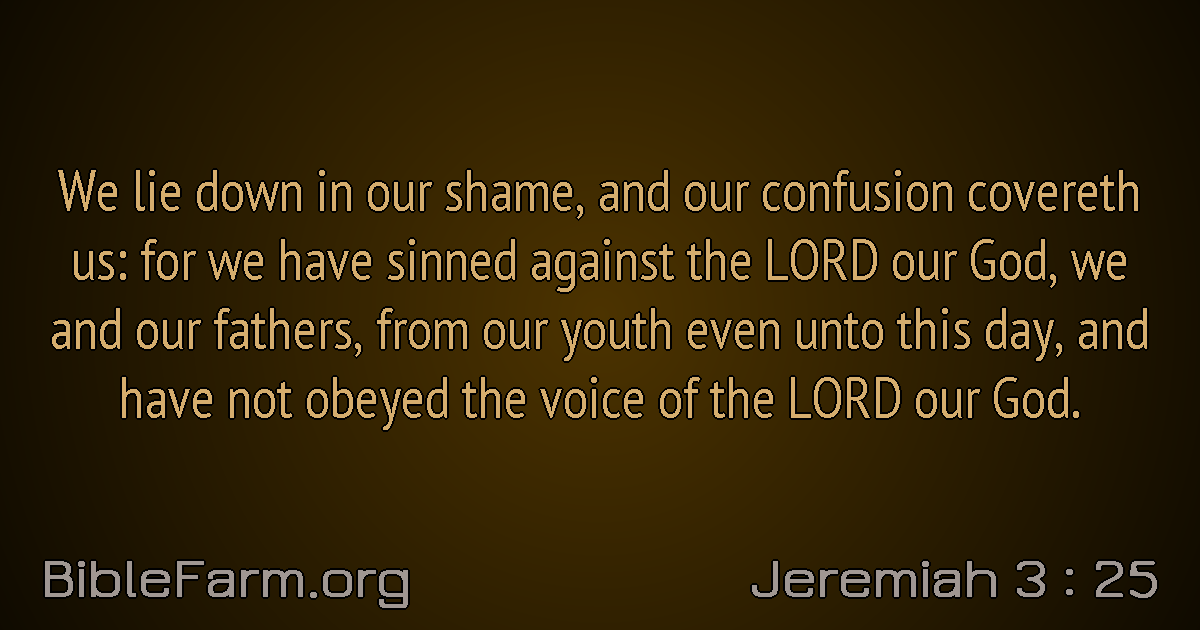 We lie down in our shame, and our confusion covereth
us: for we have sinned against the LORD our God, we
and our fathers, from our youth even unto this day, and
have not obeyed the voice of the LORD our God.
BibleFarm.org
Jeremiah 3 : 25